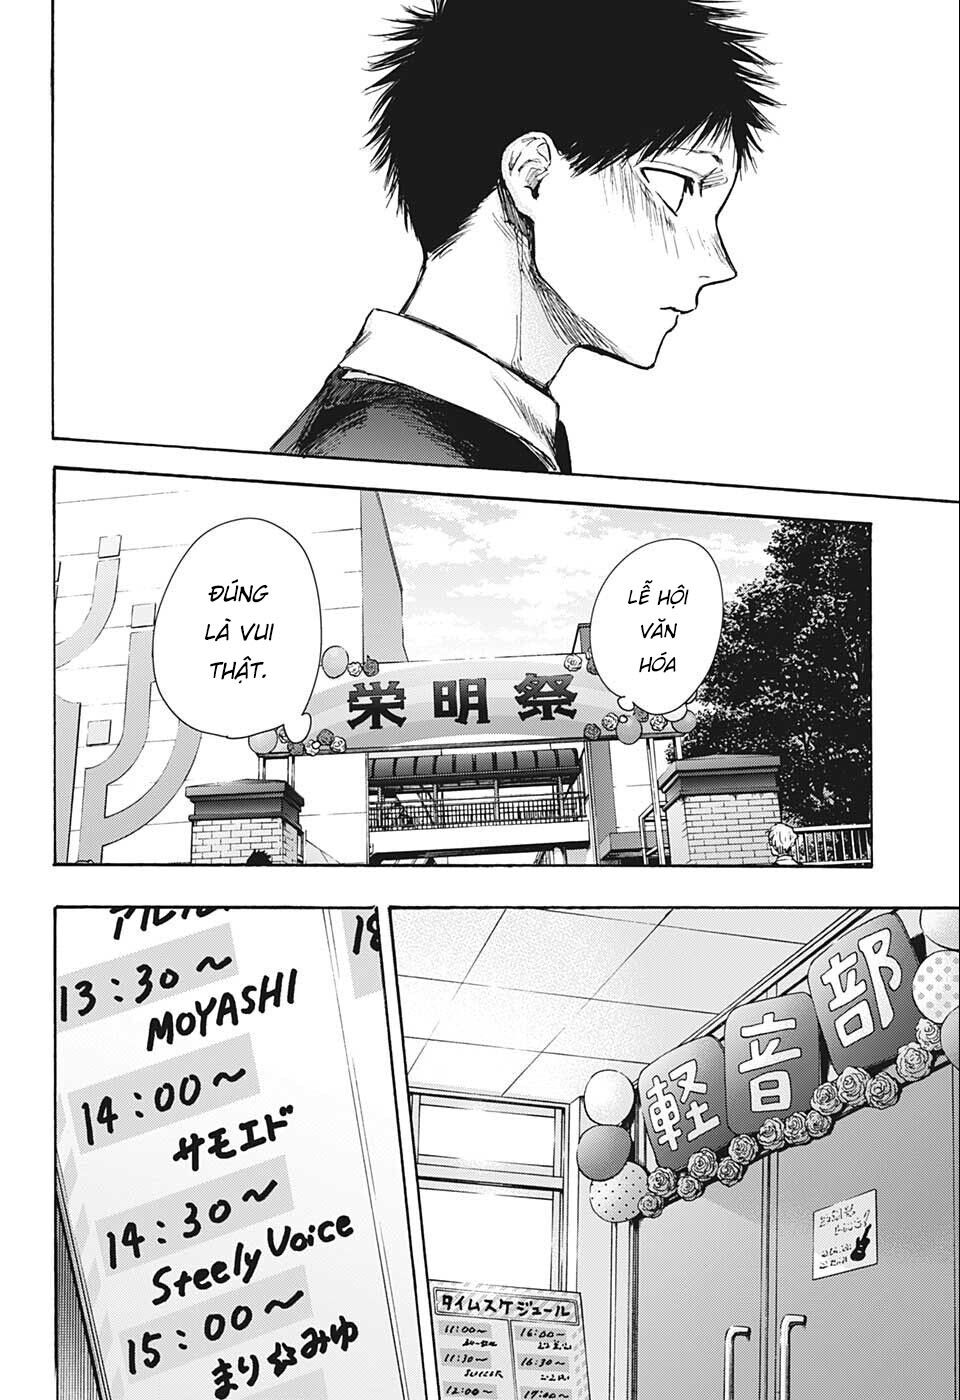 LỄ HỘI
VĂN
HÓA
ĐÚNG
LÀ VUI
THẬT.
栄明祭
軽音部
タイムスケジュール
11:00~
11:30~
12:00~
16:00~
16:30~
17:00~
18
13:30~
MOYASHI
14:00~
サモエド
14:30~
Steely Voice
15:00~
まり☆みゆ